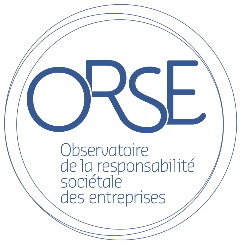 ORSE
Observatoire
de la responsabilité
sociétale
des entreprises